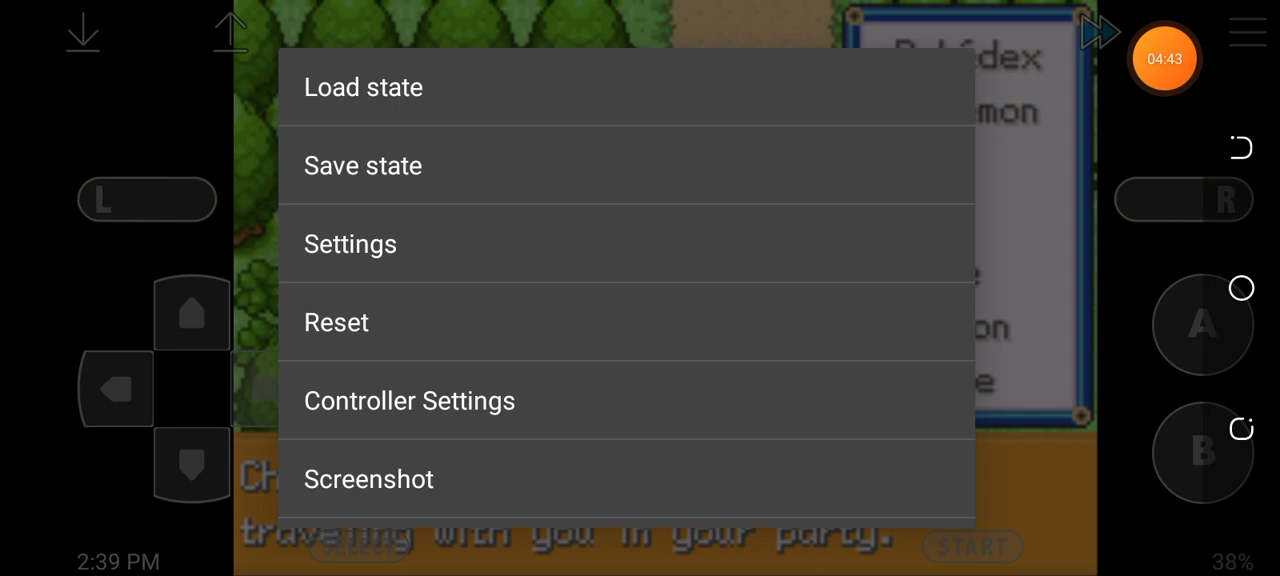 04:43
Load state
Save state
Settings
Reset
Controller Settings
Screenshot
L
R
A
B
traveling with you in your party.
SELECT
START
2:39 PM
38%